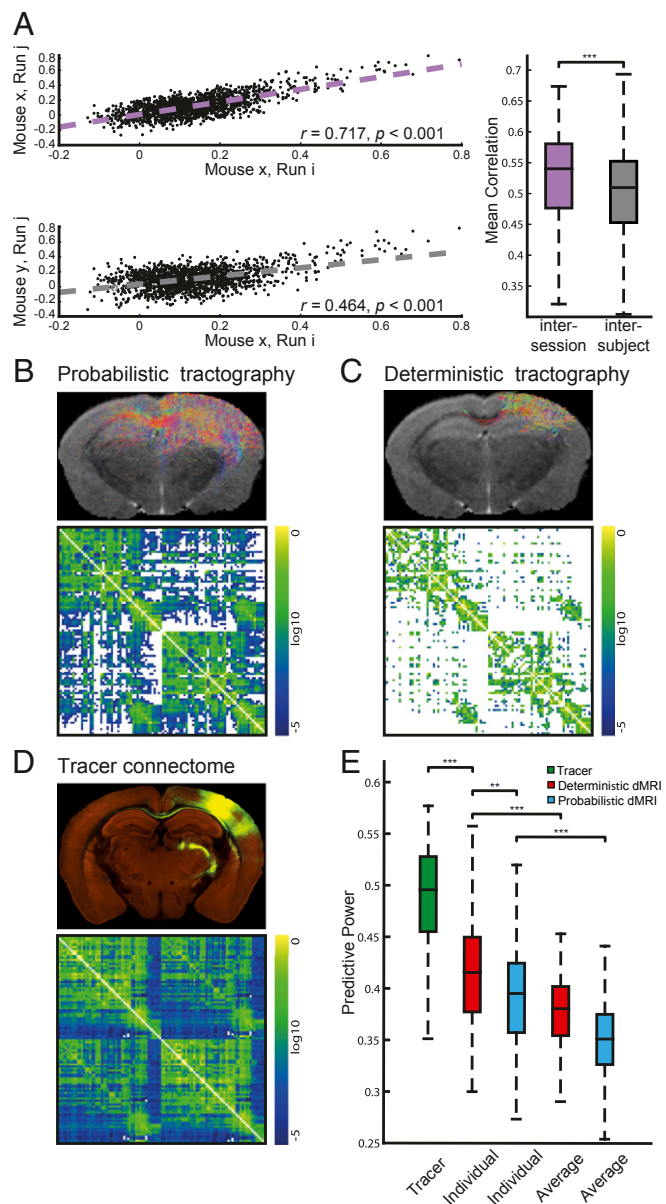 A
Mouse x, Run j
0.8
0.6
0.4
0.2
0
-0.2
-0.4
-0.2
0
0.2
0.4
0.6
0.8
r = 0.717, p < 0.001
Mouse x, Run i
Mouse y, Run j
0.8
0.6
0.4
0.2
0
-0.2
-0.4
-0.2
0
0.2
0.4
0.6
0.8
r = 0.464, p < 0.001
Mouse x, Run i
***
Mean Correlation
0.7
0.65
0.6
0.55
0.5
0.45
0.4
0.35
inter-
session
inter-
subject
B Probabilistic tractography
0
log10
-5
C Deterministic tractography
0
log10
-5
D Tracer connectome
0
log10
-5
E
Tracer
Deterministic dMRI
Probabilistic dMRI
***
**
***
***
Predictive Power
0.6
0.55
0.5
0.45
0.4
0.35
0.3
0.25
Tracer
Individual
Individual
Average
Average